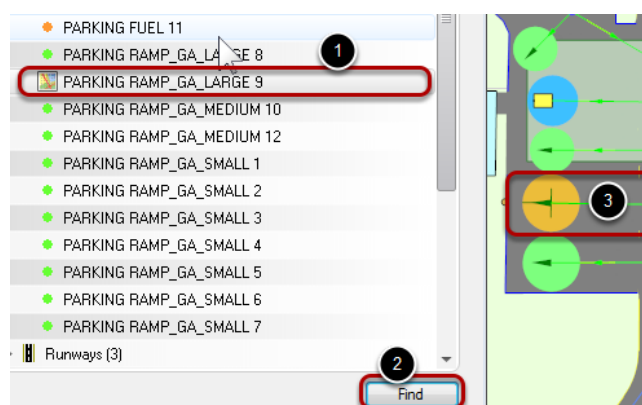 PARKING FUEL 11
PARKING RAMP_GA_LARGE 8
1
PARKING RAMP_GA_LARGE 9
PARKING RAMP_GA_MEDIUM 10
PARKING RAMP_GA_MEDIUM 12
PARKING RAMP_GA_SMALL 1
PARKING RAMP_GA_SMALL 2
3
PARKING RAMP_GA_SMALL 3
PARKING RAMP_GA_SMALL 4
PARKING RAMP_GA_SMALL 5
PARKING RAMP_GA_SMALL 6
PARKING RAMP_GA_SMALL 7
Runways (3)
2
Find